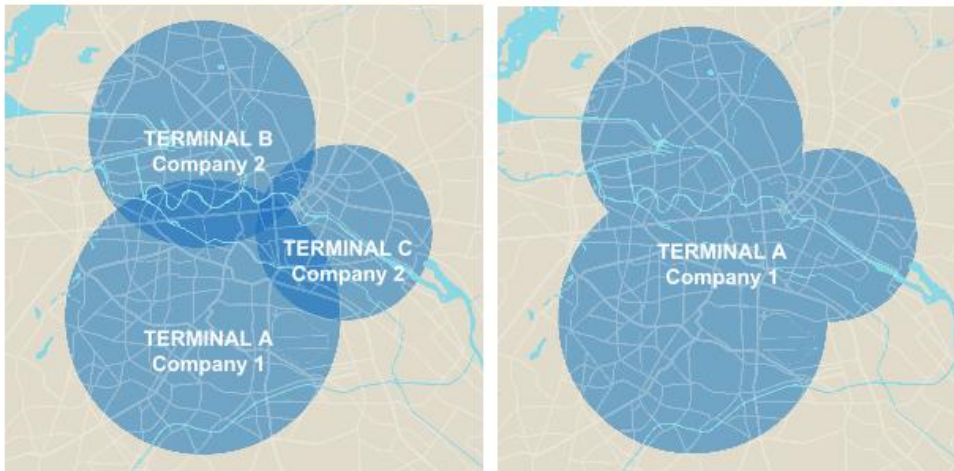 TERMINAL B
Company 2
TERMINAL C
Company 2
TERMINAL A
Company 1
TERMINAL A
Company 1